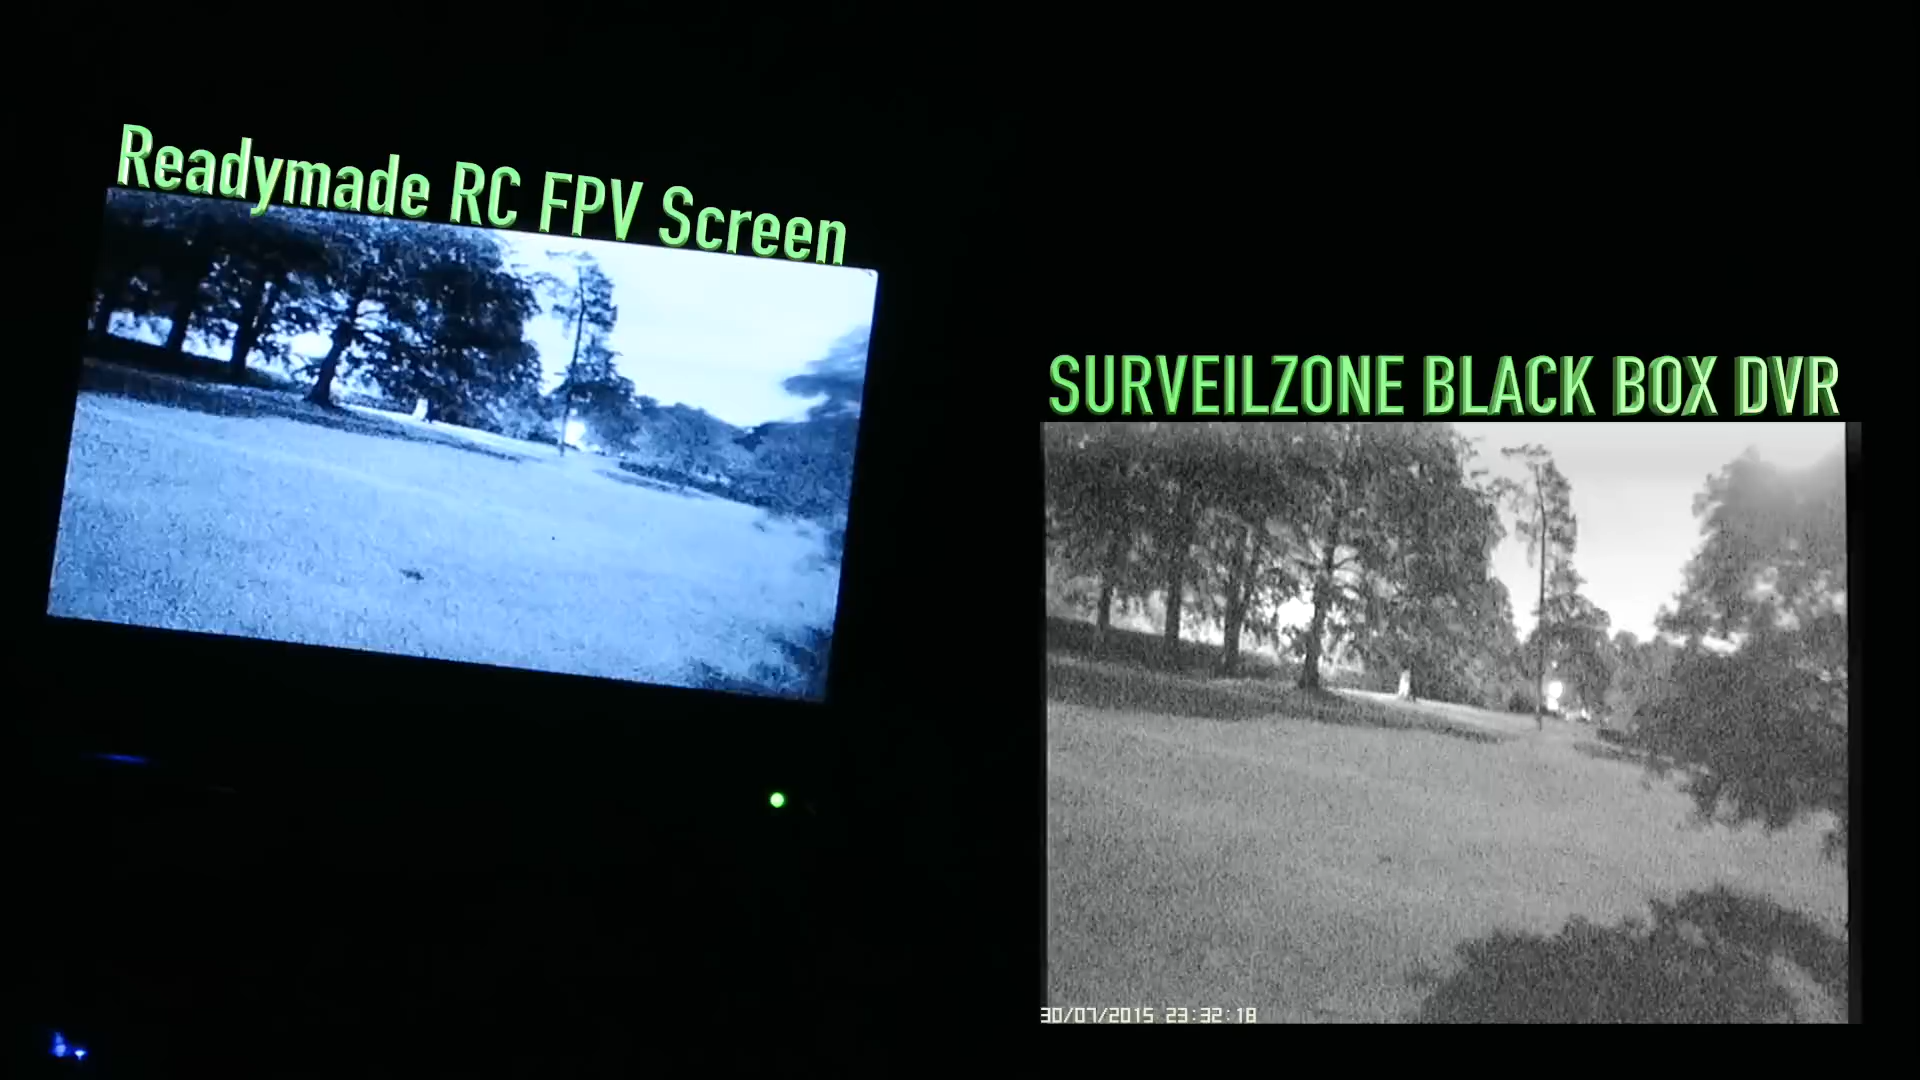 Readymade RC FPV Screen
SURVEILZONE BLACK BOX DVR
30/07/2015 23:32:18